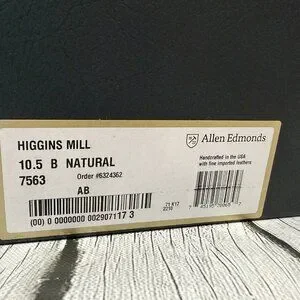 HIGGINS MILL
Allen Edmonds
10.5 B NATURAL
Handcrafted in the USA
with fine imported leathers
7563 Order #6324362
AB
(00) 0 0000000 002907117 3